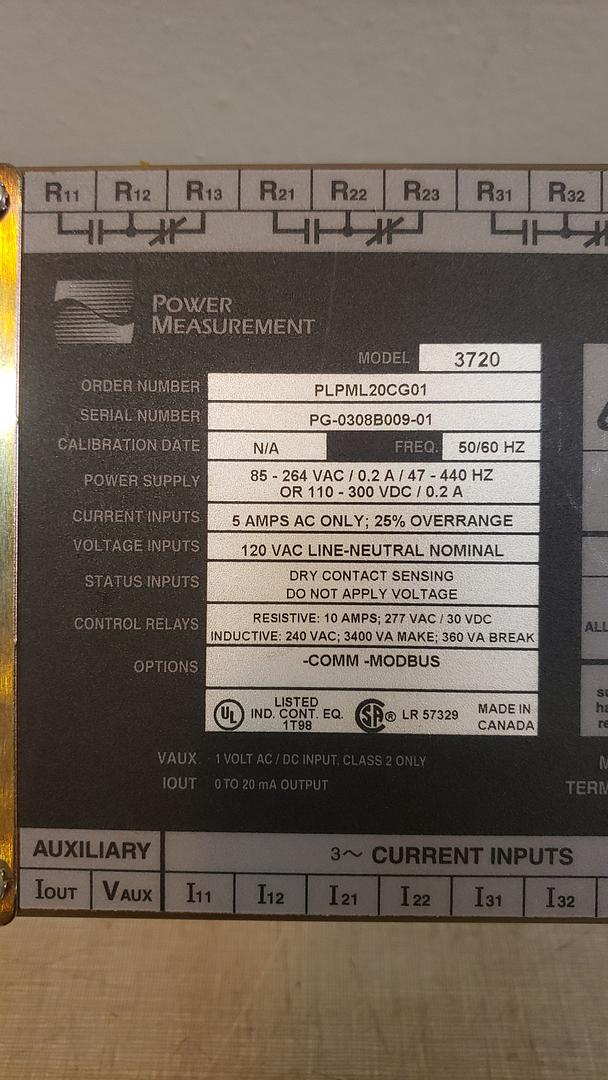 R11 R12 R13 R21 R22 R23 R31 R32
POWER
MEASUREMENT
MODEL 3720
ORDER NUMBER PLPML20CG01
SERIAL NUMBER PG-0308B009-01
CALIBRATION DATE N/A FREQ. 50/60 HZ
POWER SUPPLY 85 - 264 VAC / 0.2 A / 47 - 440 HZ
OR 110 - 300 VDC / 0.2 A
CURRENT INPUTS 5 AMPS AC ONLY; 25% OVERRANGE
VOLTAGE INPUTS 120 VAC LINE-NEUTRAL NOMINAL
STATUS INPUTS DRY CONTACT SENSING
DO NOT APPLY VOLTAGE
CONTROL RELAYS RESISTIVE: 10 AMPS; 277 VAC / 30 VDC
INDUCTIVE: 240 VAC; 3400 VA MAKE; 360 VA BREAK
OPTIONS -COMM -MODBUS
UL LISTED
IND. CONT. EQ.
1T98
SA ® LR 57329
MADE IN
CANADA
VAUX. 1 VOLT AC / DC INPUT, CLASS 2 ONLY
IOUT 0 TO 20 mA OUTPUT
ALL
su
ha
re
M
TERM
AUXILIARY 3~ CURRENT INPUTS
IOUT VAUX I11 I12 I21 I22 I31 I32